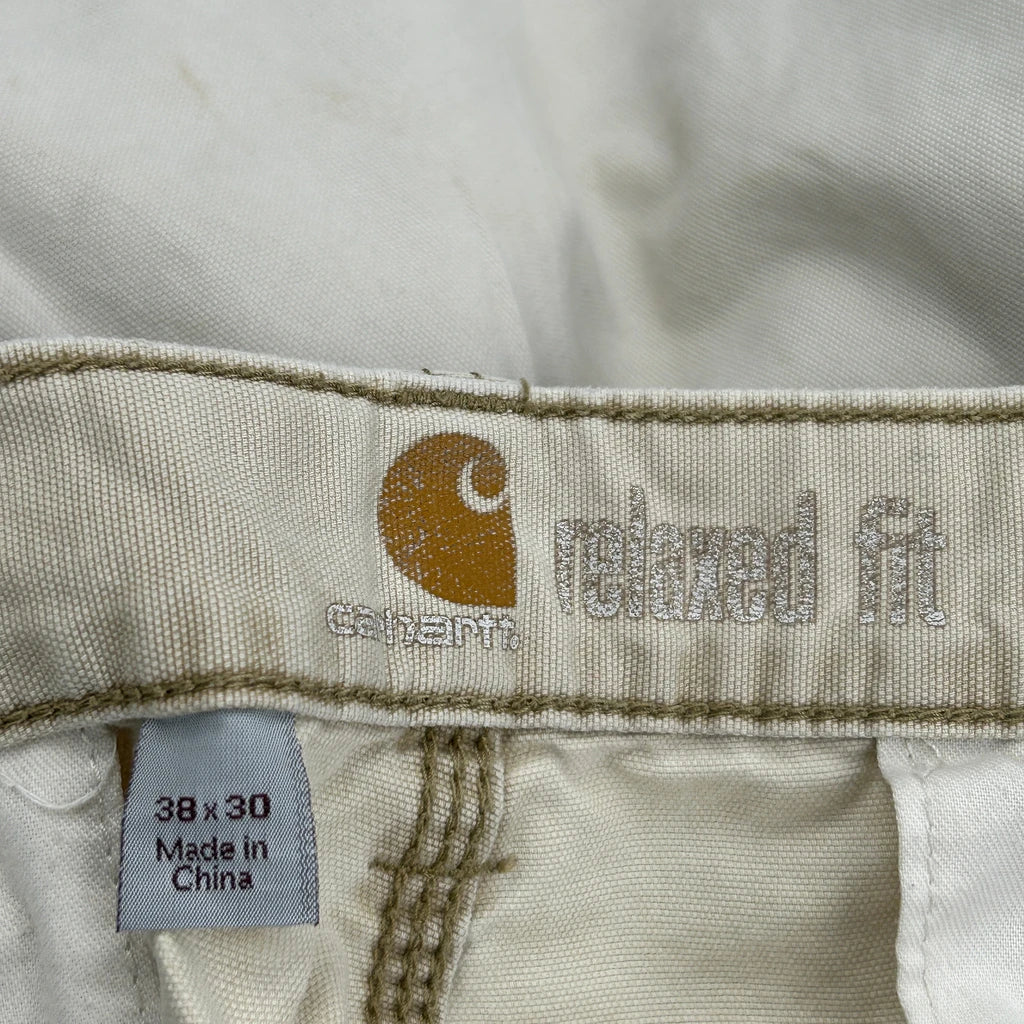 carhartt
relaxed fit
38 x 30
Made in
China